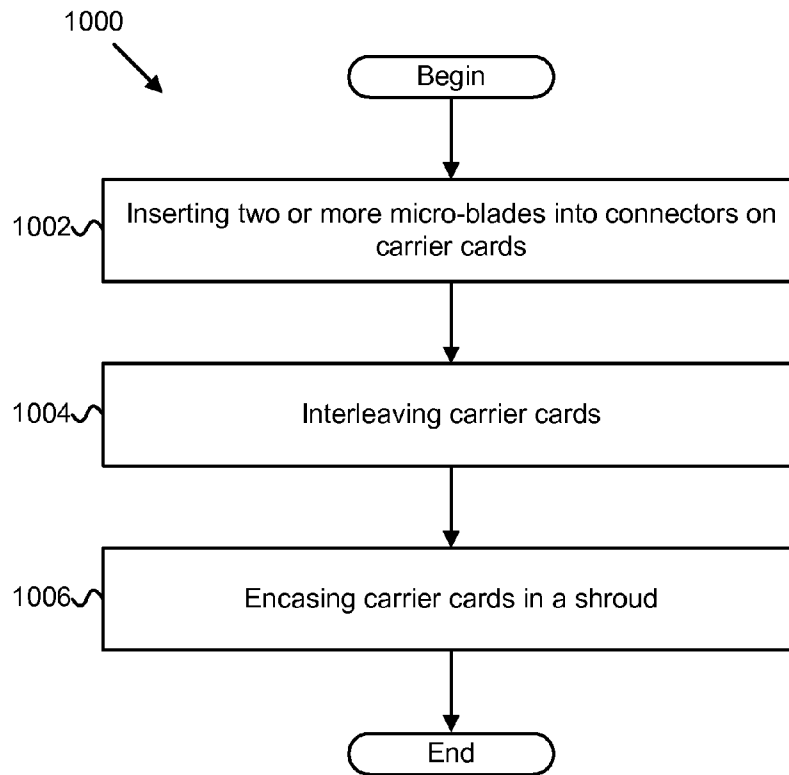 1000
Begin
1002
Inserting two or more micro-blades into connectors on
carrier cards
1004
Interleaving carrier cards
1006
Encasing carrier cards in a shroud
End